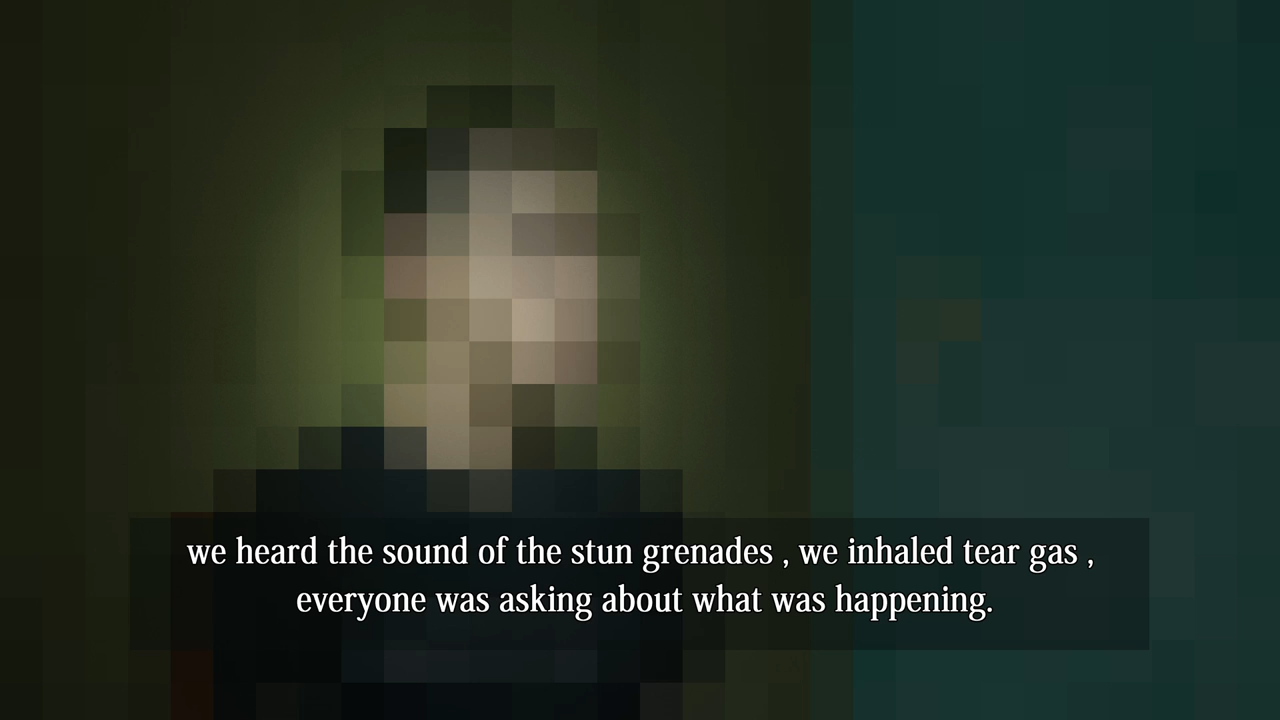 we heard the sound of the stun grenades , we inhaled tear gas ,
everyone was asking about what was happening.